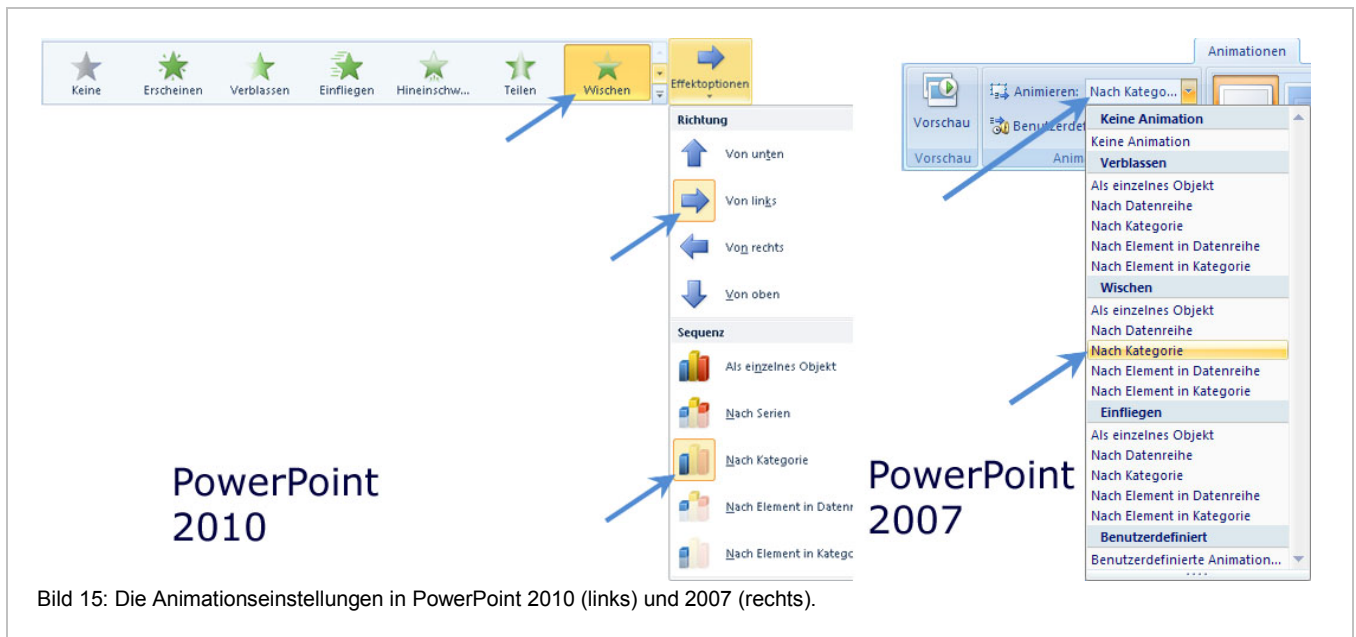 Keine Erscheinen Verblassen Einfliegen Hineinschw... Teilen Wischen Effektoptionen
Richtung
Von unten
Von links
Von rechts
Von oben
Sequenz
Als einzelnes Objekt
Nach Serien
Nach Kategorie
Nach Element in Datenr
Nach Element in Katego
PowerPoint
2010
Animationen
Vorschau
Animieren: Nach Katego...
Benutzerdef
Vorschau
Anim
Keine Animation
Keine Animation
Verblassen
Als einzelnes Objekt
Nach Datenreihe
Nach Kategorie
Nach Element in Datenreihe
Nach Element in Kategorie
Wischen
Als einzelnes Objekt
Nach Datenreihe
Nach Kategorie
Nach Element in Datenreihe
Nach Element in Kategorie
Einfliegen
Als einzelnes Objekt
Nach Datenreihe
Nach Kategorie
Nach Element in Datenreihe
Nach Element in Kategorie
Benutzerdefiniert
Benutzerdefinierte Animation...
PowerPoint
2007
Bild 15: Die Animationseinstellungen in PowerPoint 2010 (links) und 2007 (rechts).